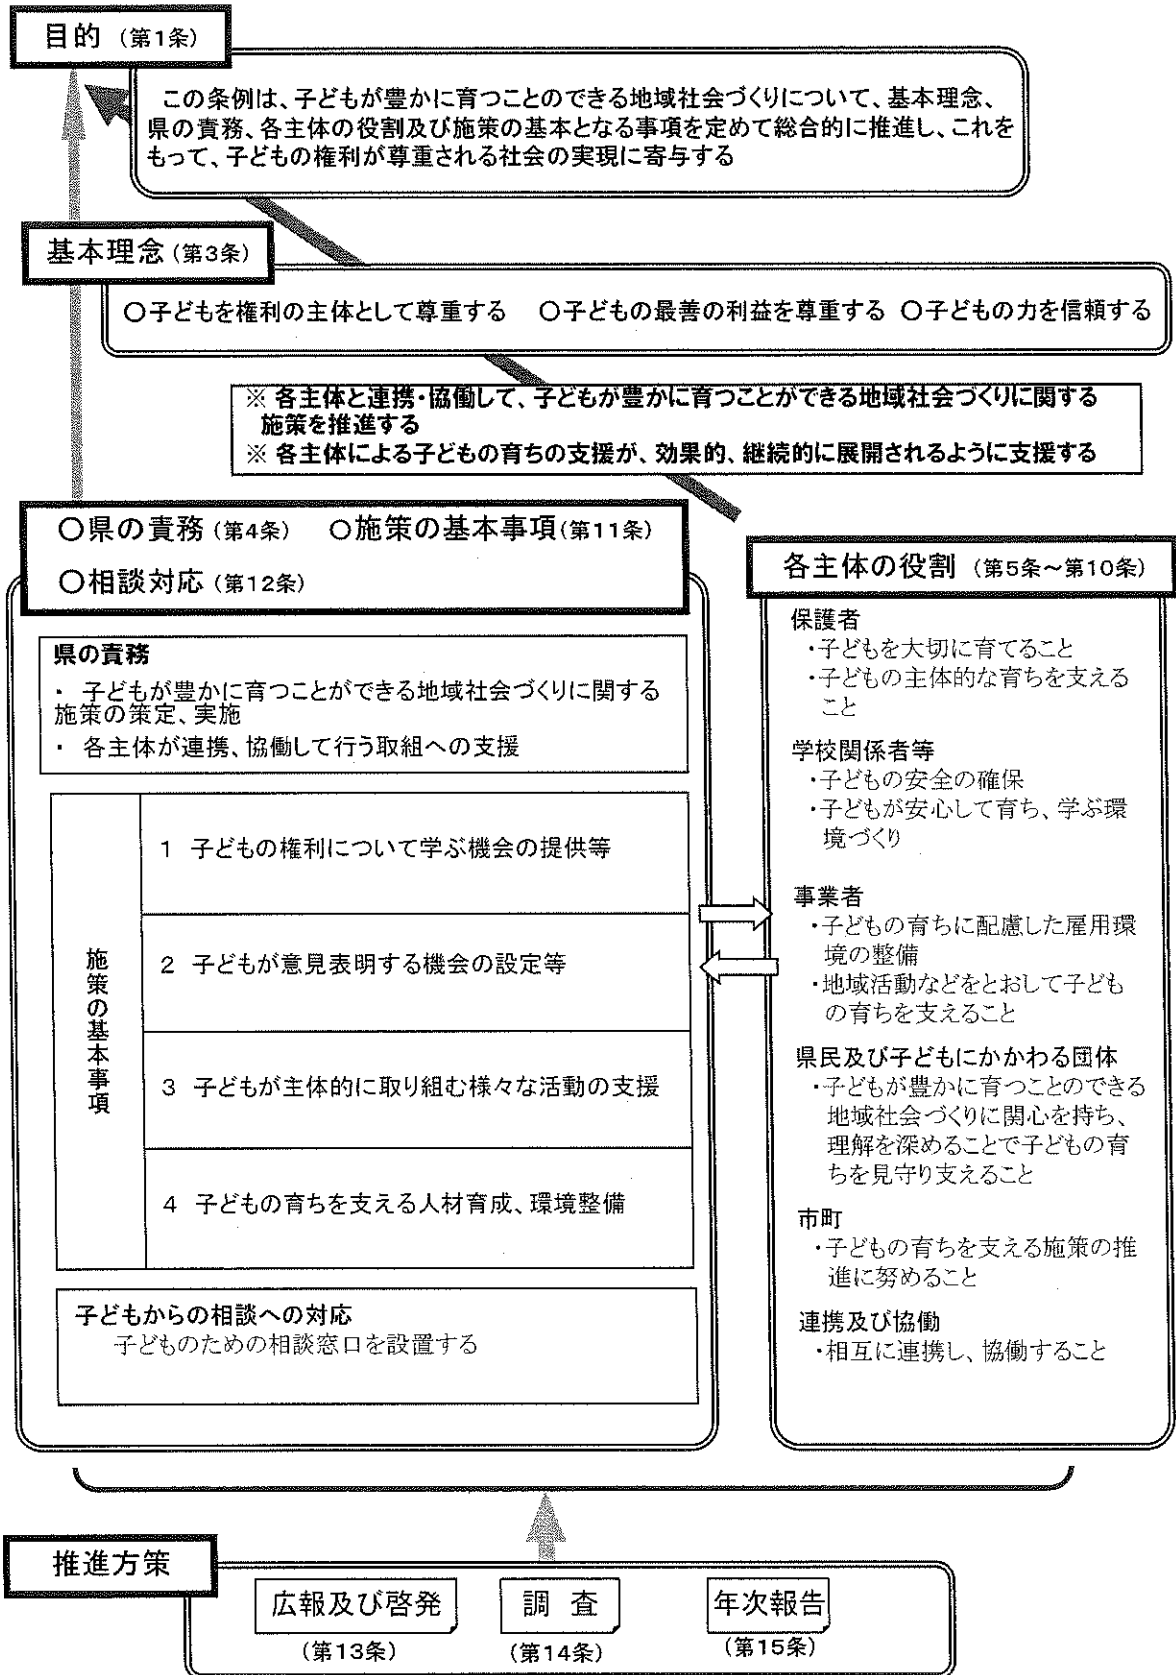 目的 (第1条)
この条例は、子どもが豊かに育つことのできる地域社会づくりについて、基本理念、
県の責務、各主体の役割及び施策の基本となる事項を定めて総合的に推進し、これを
もって、子どもの権利が尊重される社会の実現に寄与する
基本理念 (第3条)
○子どもを権利の主体として尊重する ○子どもの最善の利益を尊重する ○子どもの力を信頼する
※ 各主体と連携・協働して、子どもが豊かに育つことができる地域社会づくりに関する
施策を推進する
※ 各主体による子どもの育ちの支援が、効果的、継続的に展開されるように支援する
○県の責務 (第4条) ○施策の基本事項(第11条)
○相談対応 (第12条)
県の責務
・ 子どもが豊かに育つことができる地域社会づくりに関する
施策の策定、実施
・ 各主体が連携、協働して行う取組への支援
施策の基本事項
1 子どもの権利について学ぶ機会の提供等
2 子どもが意見表明する機会の設定等
3 子どもが主体的に取り組む様々な活動の支援
4 子どもの育ちを支える人材育成、環境整備
子どもからの相談への対応
子どものための相談窓口を設置する
各主体の役割 (第5条~第10条)
保護者
・子どもを大切に育てること
・子どもの主体的な育ちを支える
こと
学校関係者等
・子どもの安全の確保
・子どもが安心して育ち、学ぶ環
境づくり
事業者
・子どもの育ちに配慮した雇用環
境の整備
・地域活動などをとおして子ども
の育ちを支えること
県民及び子どもにかかわる団体
・子どもが豊かに育つことのできる
地域社会づくりに関心を持ち、
理解を深めることで子どもの育
ちを見守り支えること
市町
・子どもの育ちを支える施策の推
進に努めること
連携及び協働
・相互に連携し、協働すること
推進方策
広報及び啓発
(第13条)
調 査
(第14条)
年次報告
(第15条)